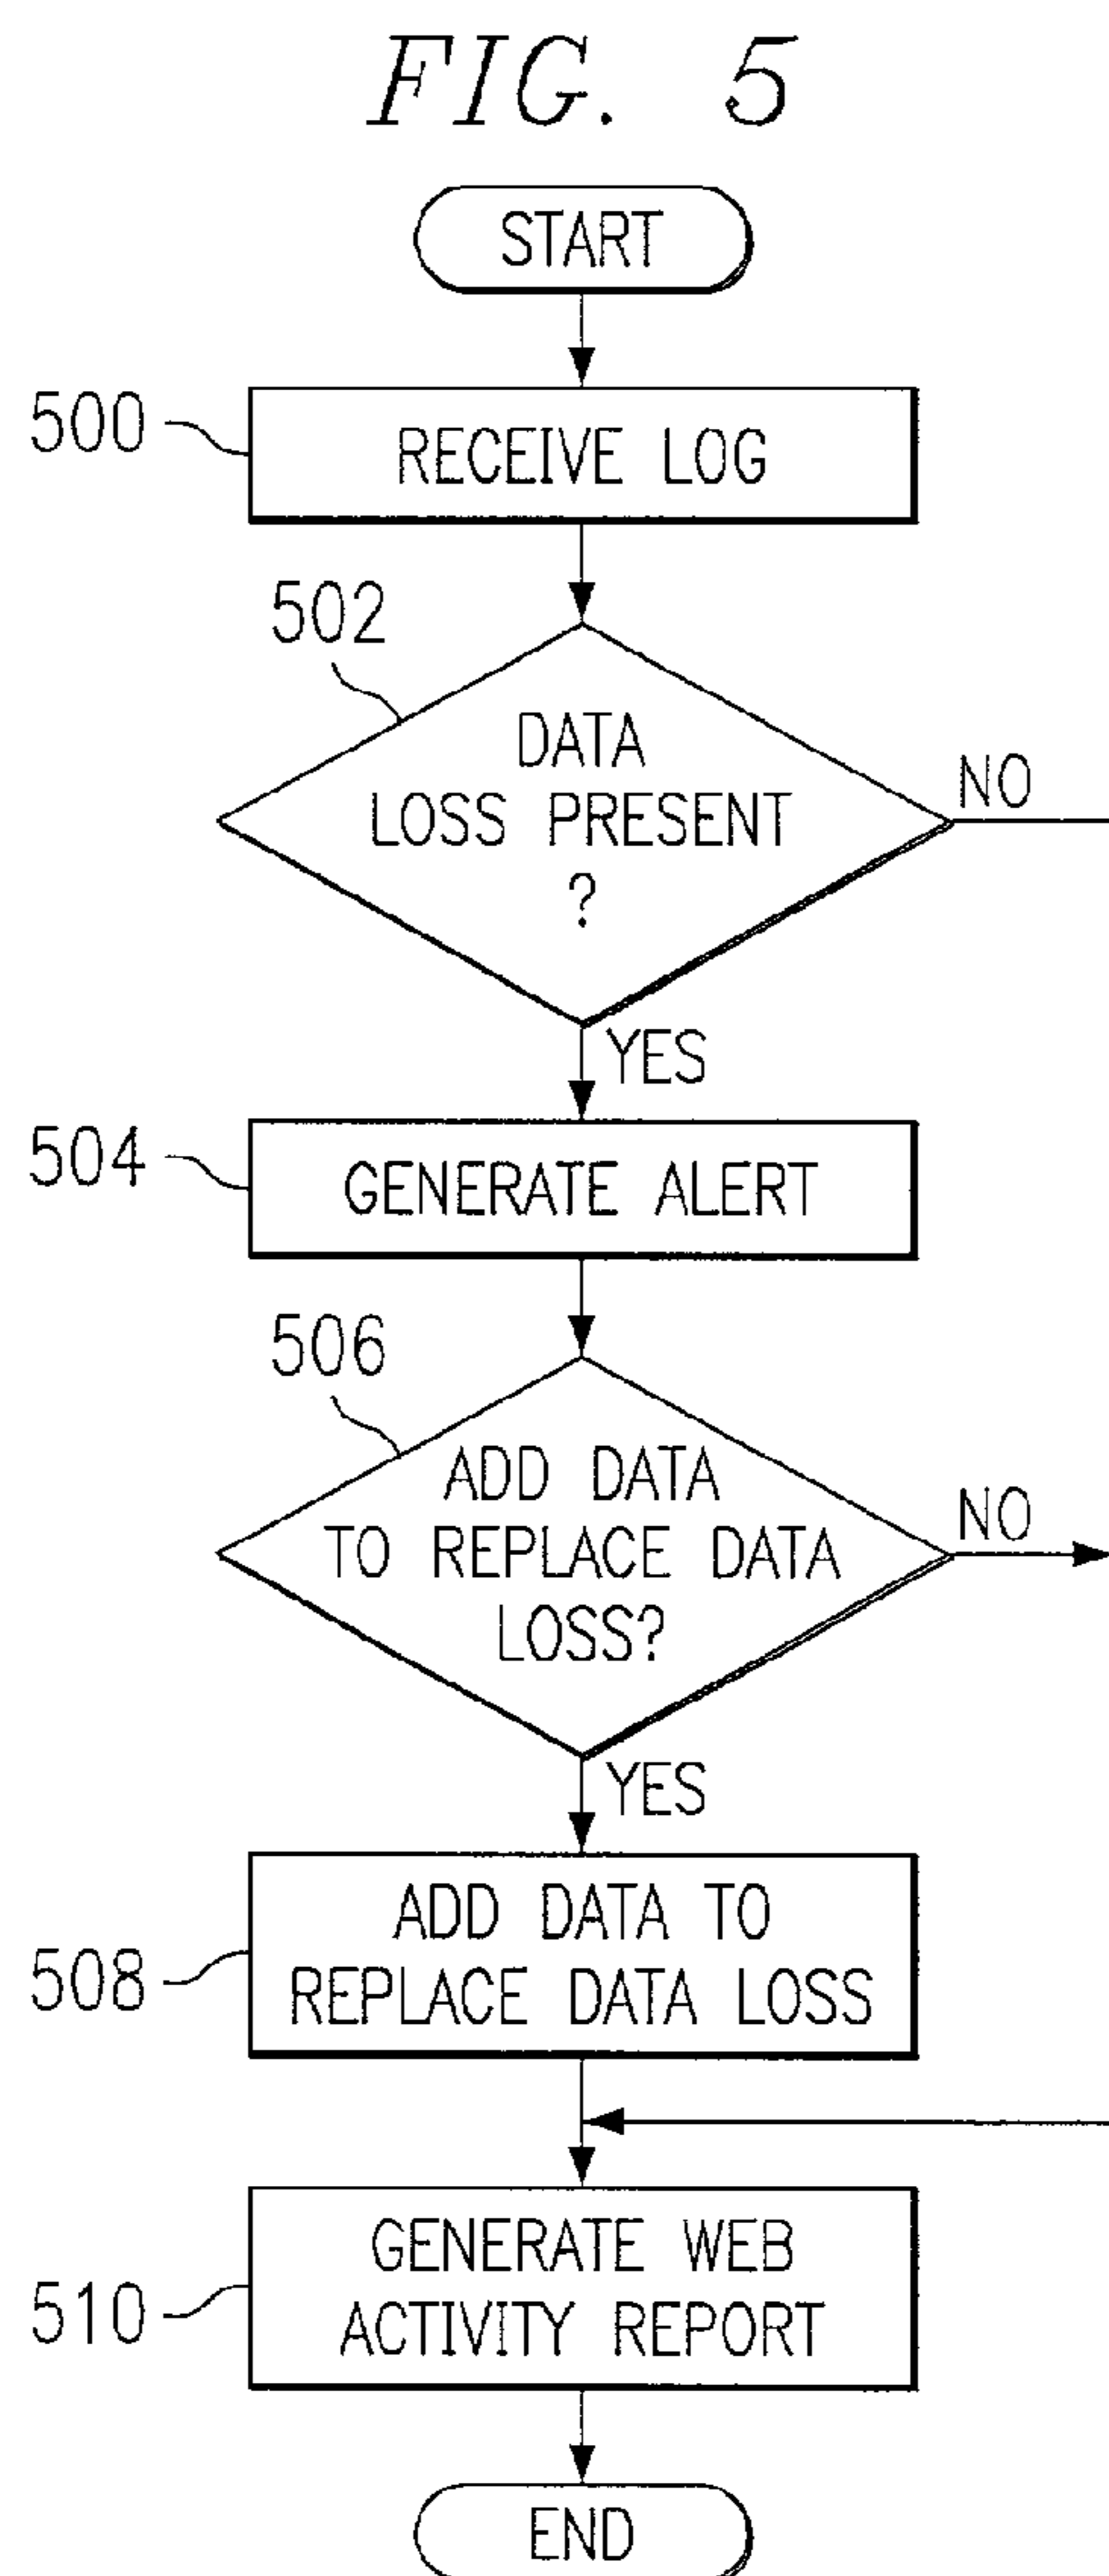 FIG. 5
START
500
RECEIVE LOG
502
DATA
LOSS PRESENT
?
NO
YES
504
GENERATE ALERT
506
ADD DATA
TO REPLACE DATA
LOSS?
NO
YES
508
ADD DATA TO
REPLACE DATA LOSS
510
GENERATE WEB
ACTIVITY REPORT
END